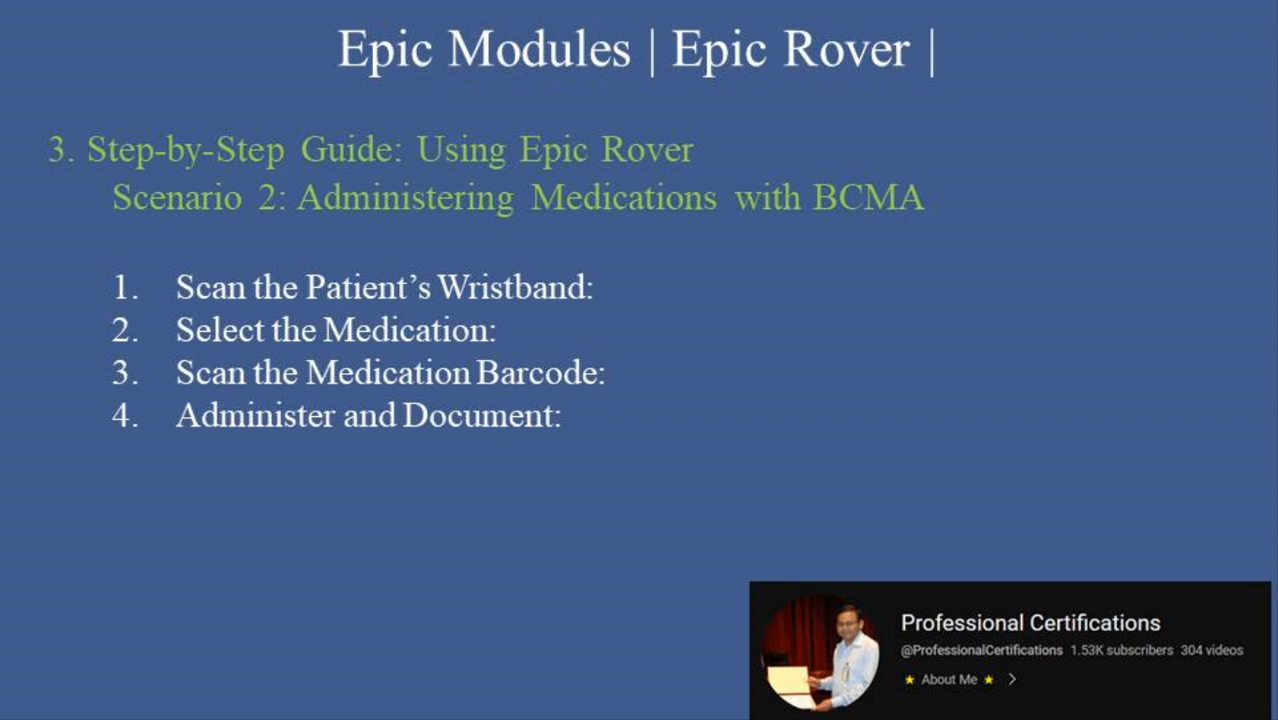 Epic Modules | Epic Rover |
3. Step-by-Step Guide: Using Epic Rover
Scenario 2: Administering Medications with BCMA
1. Scan the Patient’s Wristband:
2. Select the Medication:
3. Scan the Medication Barcode:
4. Administer and Document:
Professional Certifications
@ProfessionalCertifications 1.53K subscribers 304 videos
★ About Me ★ >